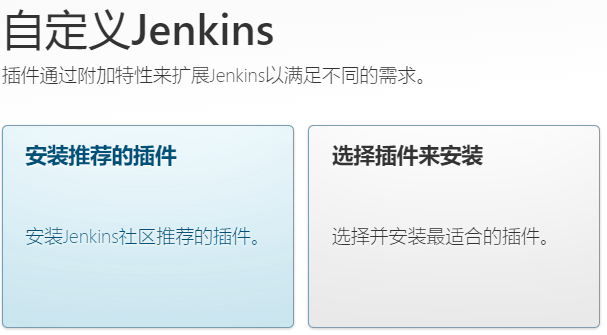 自定义Jenkins
插件通过附加特性来扩展Jenkins以满足不同的需求。
安装推荐的插件
安装Jenkins社区推荐的插件。
选择插件来安装
选择并安装最适合的插件。